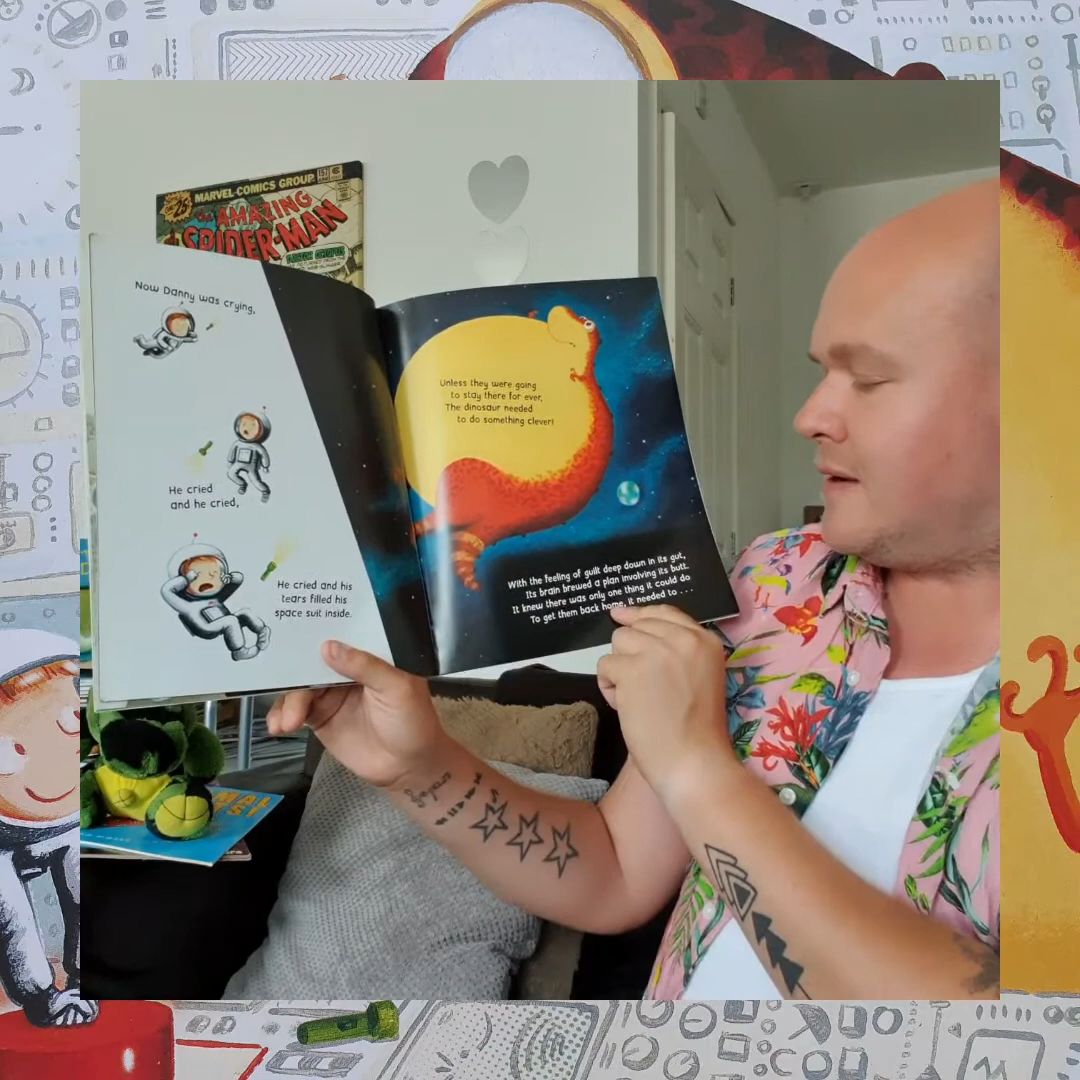 MARVEL COMICS GROUP
THE AMAZING
SPIDER-MAN
Now Danny was crying,
He cried
and he cried,
He cried and his
tears filled his
space suit inside.
Unless they were going
to stay there for ever,
The dinosaur needed
to do something clever!
With the feeling of guilt deep down in its gut,
Its brain brewed a plan involving its butt.
It knew there was only one thing it could do
To get them back home, it needed to . . .